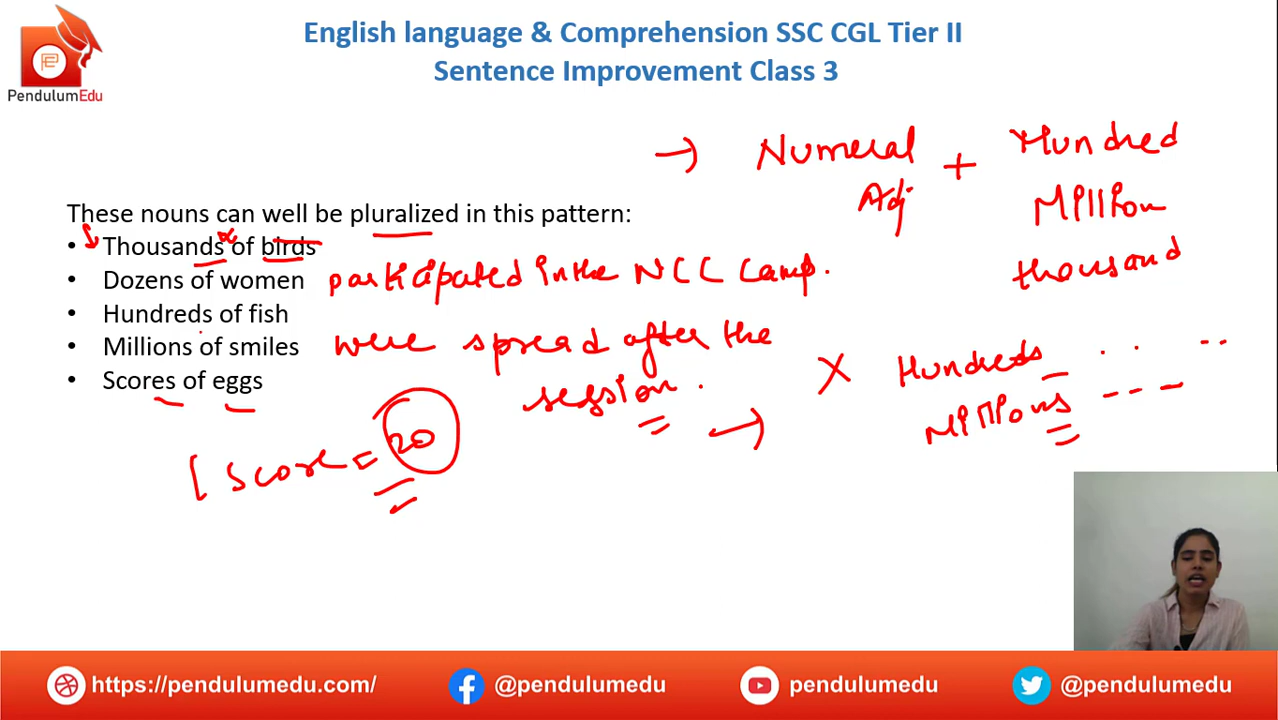 English language & Comprehension SSC CGL Tier II
Sentence Improvement Class 3
PendulumEdu
→ Numeral + Hundred
Adj Million
thousand
These nouns can well be pluralized in this pattern:
• Thousands of birds
• Dozens of women participated in the NCC Camp.
• Hundreds of fish
• Millions of smiles were spread after the
session.
• Scores of eggs
X Hundreds . . . .
→ Millions - - -
[ Score = 20
https://pendulumedu.com/ @pendulumedu pendulumedu @pendulumedu